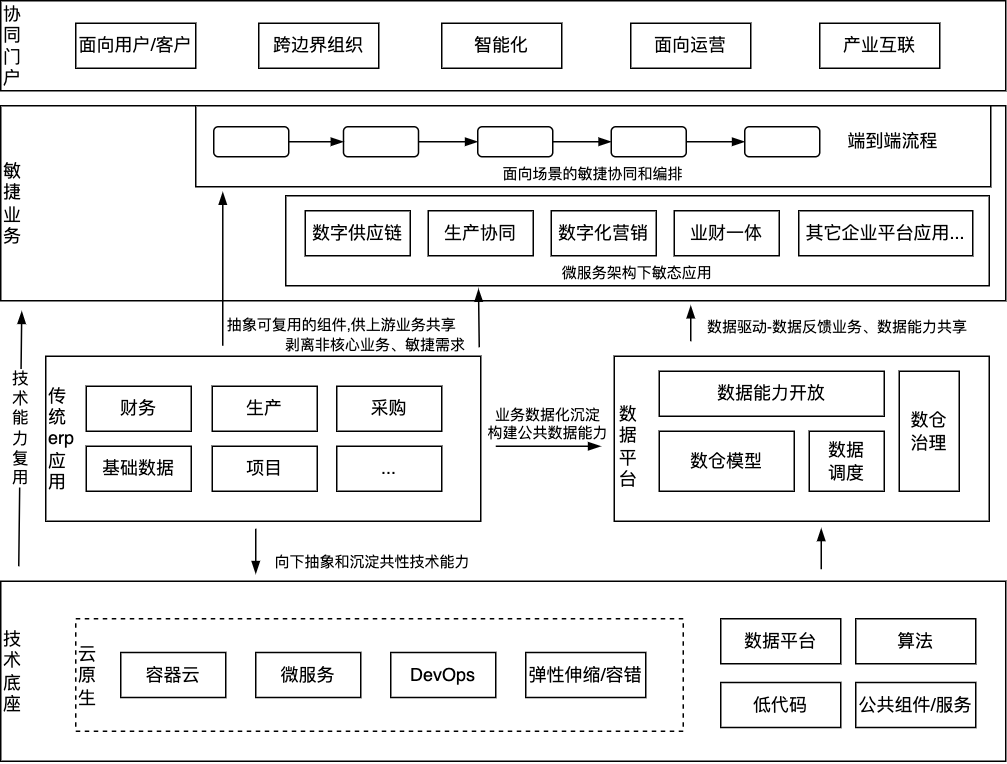 协同门户
面向用户/客户
跨边界组织
智能化
面向运营
产业互联
敏捷业务
端到端流程
面向场景的敏捷协同和编排
数字供应链
生产协同
数字化营销
业财一体
其它企业平台应用...
微服务架构下敏态应用
抽象可复用的组件,供上游业务共享
剥离非核心业务、敏捷需求
数据驱动-数据反馈业务、数据能力共享
技术能力复用
传统erp应用
财务
生产
采购
基础数据
项目
...
业务数据化沉淀
构建公共数据能力
数据平台
数据能力开放
数仓模型
数据
调度
数仓
治理
向下抽象和沉淀共性技术能力
技术底座
云原生
容器云
微服务
DevOps
弹性伸缩/容错
数据平台
算法
低代码
公共组件/服务